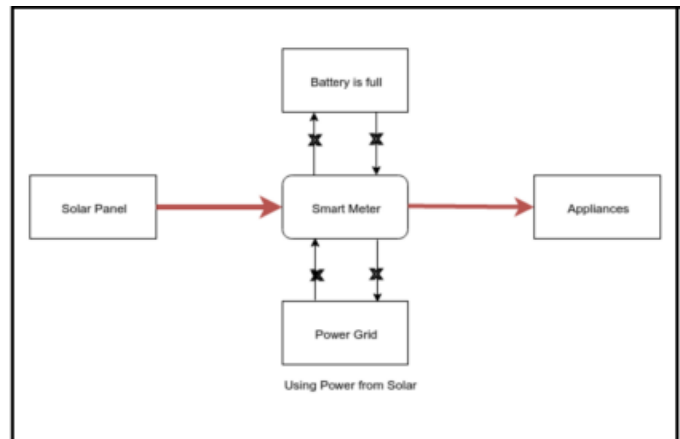 Battery is full
Solar Panel
Smart Meter
Appliances
Power Grid
Using Power from Solar